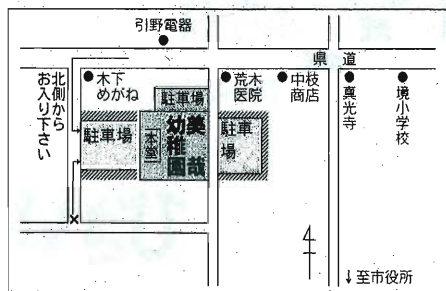 引野電器
県道
北側から
お入り下さい
木下
めがね
駐車場
荒木
医院
中枝
商店
真光寺
境小学校
駐車場
本堂
美哉
幼稚園
駐車
場
↓至市役所